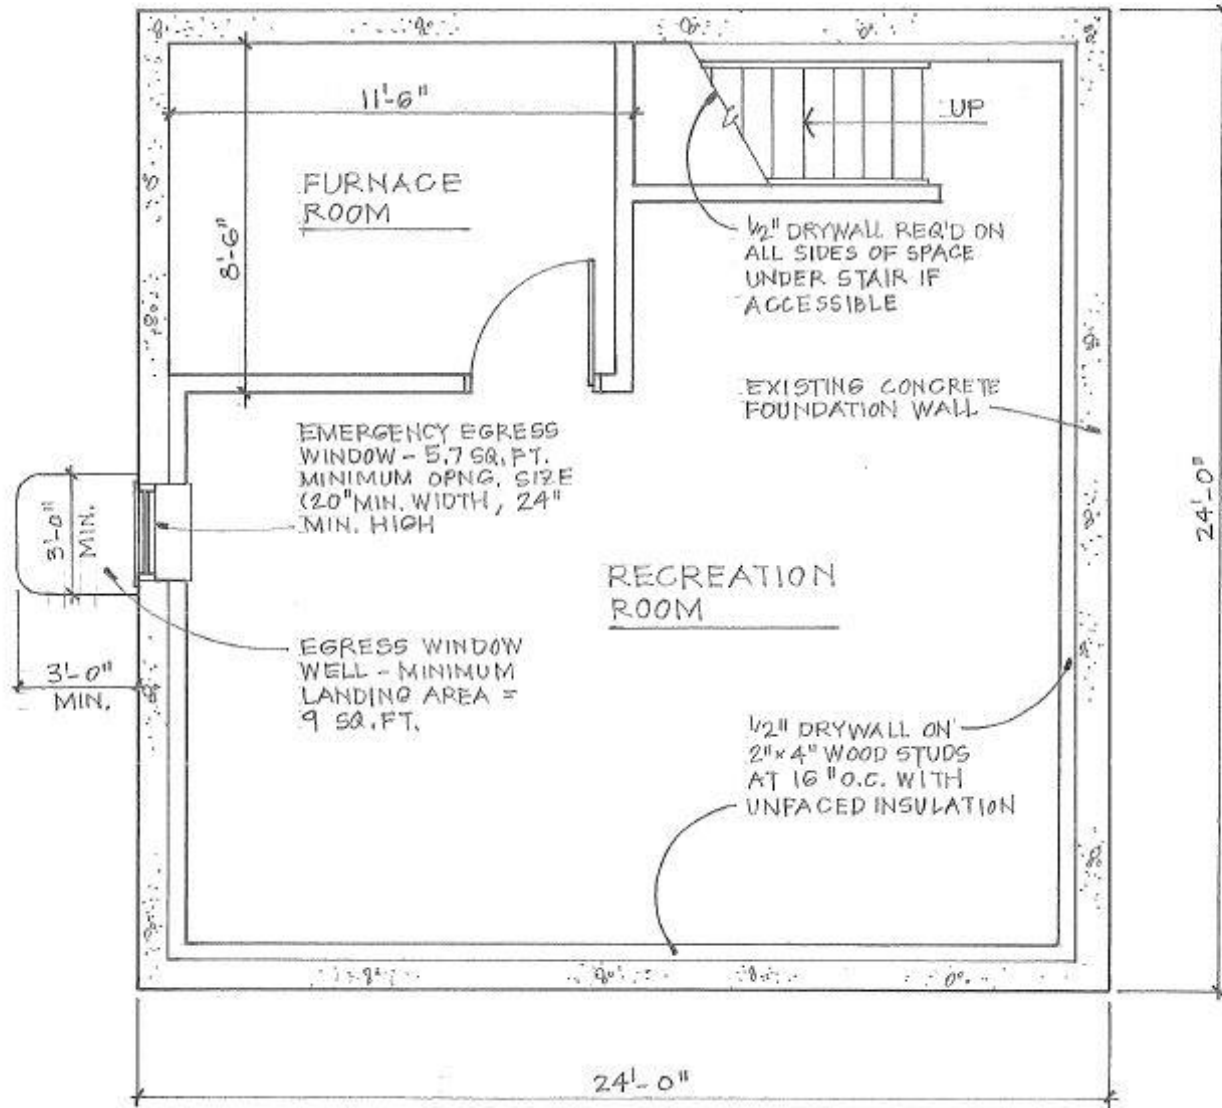 11'-6"
UP
FURNACE
ROOM
8'-6"
1/2" DRYWALL REQ'D ON
ALL SIDES OF SPACE
UNDER STAIR IF
ACCESSIBLE
EXISTING CONCRETE
FOUNDATION WALL
EMERGENCY EGRESS
WINDOW - 5.7 SQ. FT.
MINIMUM OPNG. SIZE
(20" MIN. WIDTH, 24"
MIN. HIGH
3'-0"
MIN.
24'-0"
RECREATION
ROOM
EGRESS WINDOW
WELL - MINIMUM
LANDING AREA =
9 SQ. FT.
3'-0"
MIN.
1/2" DRYWALL ON
2" x 4" WOOD STUDS
AT 16" O.C. WITH
UNFACED INSULATION
24'-0"